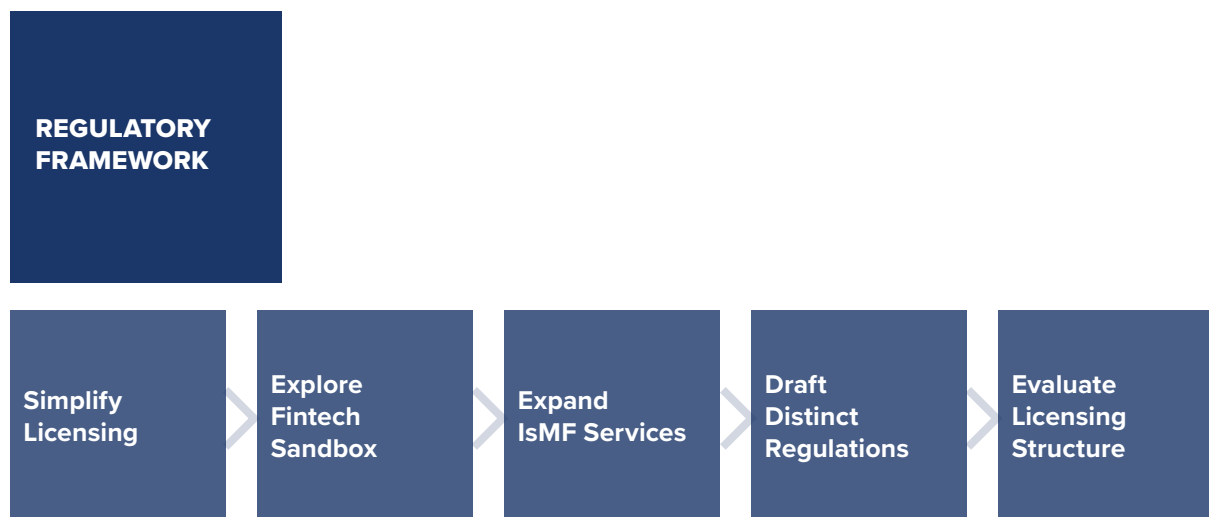 REGULATORY
FRAMEWORK
Simplify
Licensing
Explore
Fintech
Sandbox
Expand
IsMF Services
Draft
Distinct
Regulations
Evaluate
Licensing
Structure